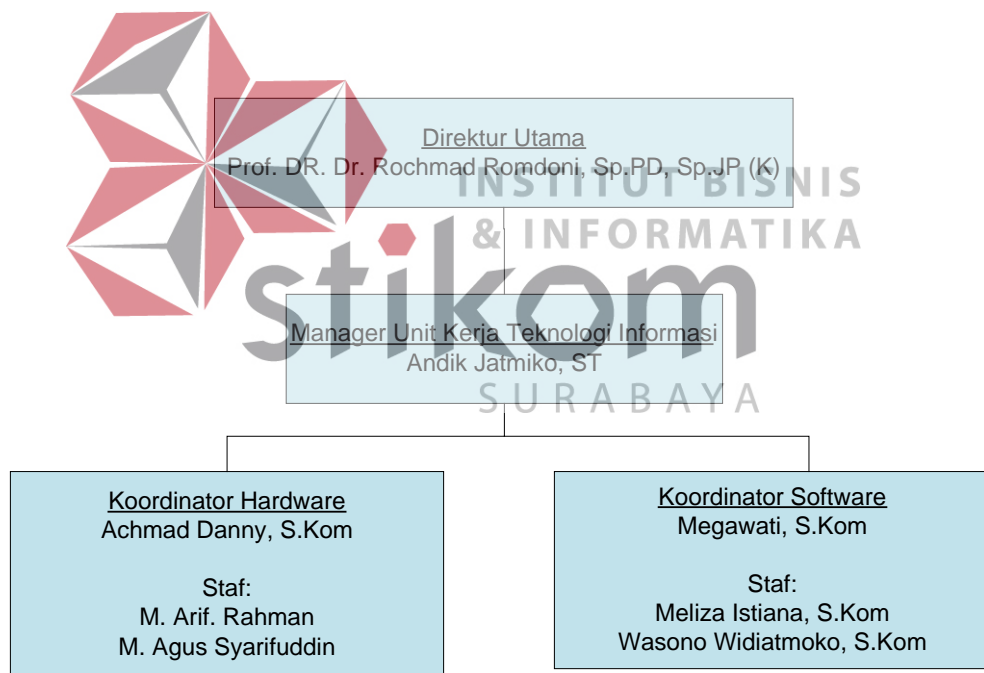 Direktur Utama
Prof. DR. Dr. Rochmad Romdoni, Sp.PD, Sp.JP (K)
INSTITUT BISNIS
& INFORMATIKA
stikom
SURABAYA
Manager Unit Kerja Teknologi Informasi
Andik Jatmiko, ST
Koordinator Hardware
Achmad Danny, S.Kom
Staf:
M. Arif. Rahman
M. Agus Syarifuddin
Koordinator Software
Megawati, S.Kom
Staf:
Meliza Istiana, S.Kom
Wasono Widiatmoko, S.Kom